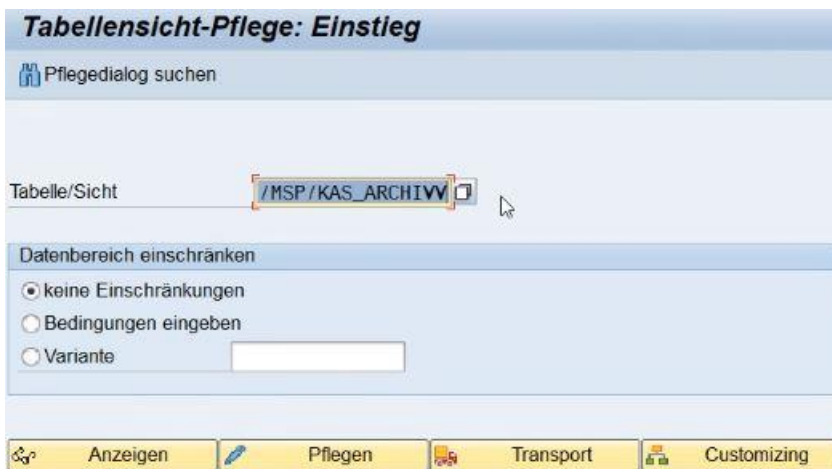 Tabellensicht-Pflege: Einstieg
Pflegedialog suchen
Tabelle/Sicht /MSP/KAS_ARCHIVV
Datenbereich einschränken
keine Einschränkungen
Bedingungen eingeben
Variante
Anzeigen Pflegen Transport Customizing